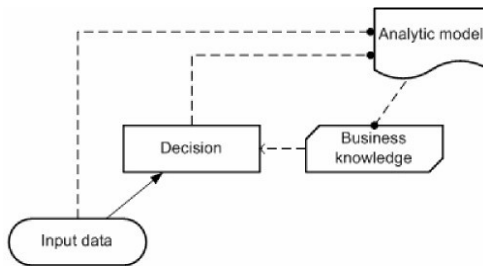 Analytic model
Decision
Business
knowledge
Input data